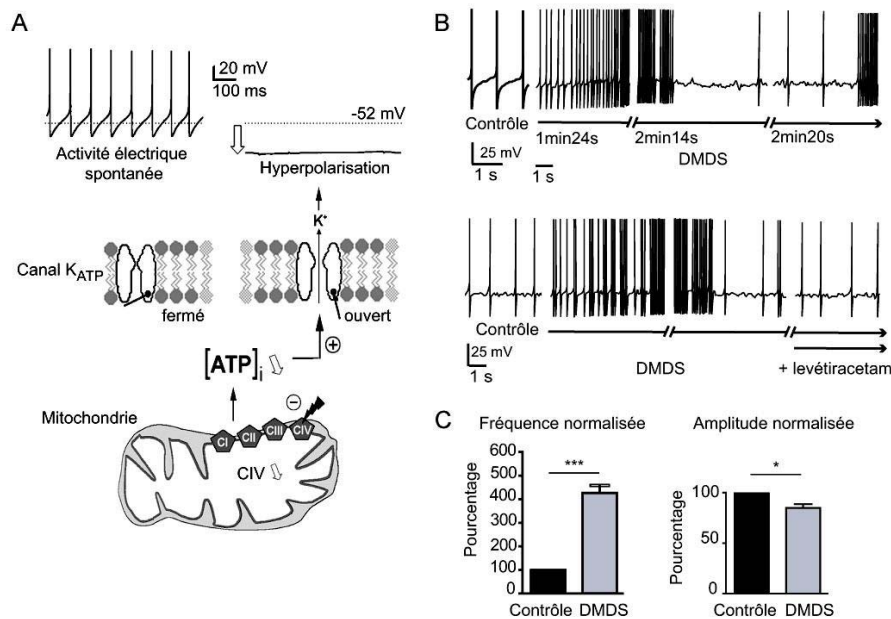 A
20 mV
100 ms
-52 mV
Activité électrique
spontanée
Hyperpolarisation
K+
Canal KATP
fermé
ouvert
+
[ATP]i
Mitochondrie
−
CI CII CIII CIV
CIV
B
Contrôle
1min24s
2min14s
2min20s
DMDS
25 mV
1 s
1 s
Contrôle
DMDS
+ levétiracetam
25 mV
1 s
C
Fréquence normalisée
Pourcentage
600
500
400
300
200
100
0
***
Contrôle DMDS
Amplitude normalisée
Pourcentage
100
50
0
*
Contrôle DMDS